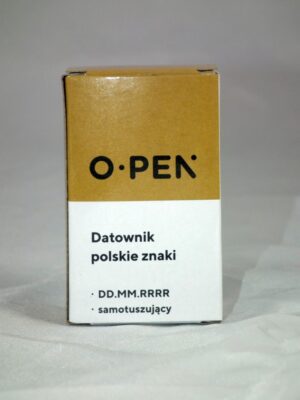 O·PEN
Datownik
polskie znaki
· DD.MM.RRRR
· samotuszujący